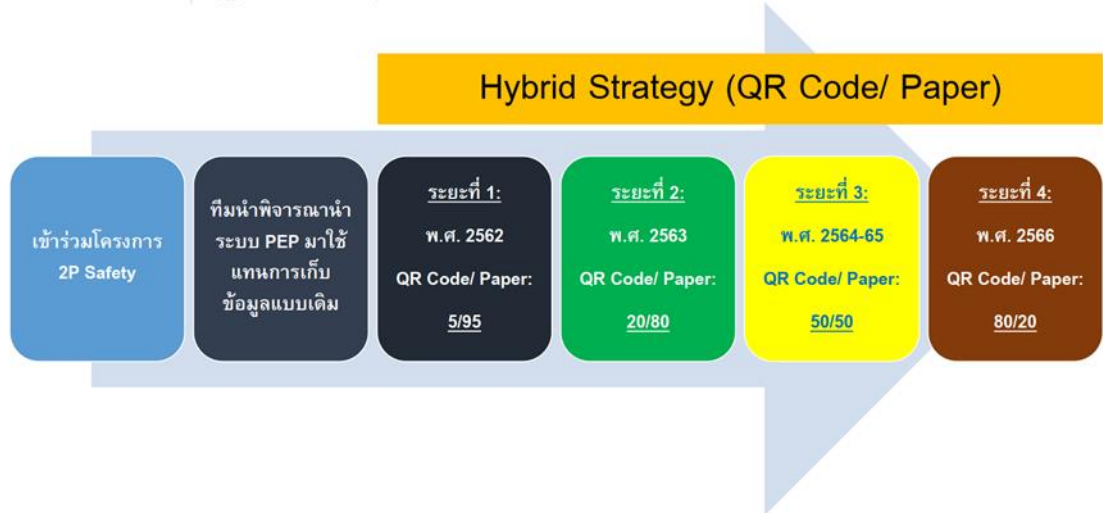 Hybrid Strategy (QR Code/ Paper)
เข้าร่วมโครงการ
2P Safety
ทีมนำพิจารณานำ
ระบบ PEP มาใช้
แทนการเก็บ
ข้อมูลแบบเดิม
ระยะที่ 1:
พ.ศ. 2562
QR Code/ Paper:
5/95
ระยะที่ 2:
พ.ศ. 2563
QR Code/ Paper:
20/80
ระยะที่ 3:
พ.ศ. 2564-65
QR Code/ Paper:
50/50
ระยะที่ 4:
พ.ศ. 2566
QR Code/ Paper:
80/20